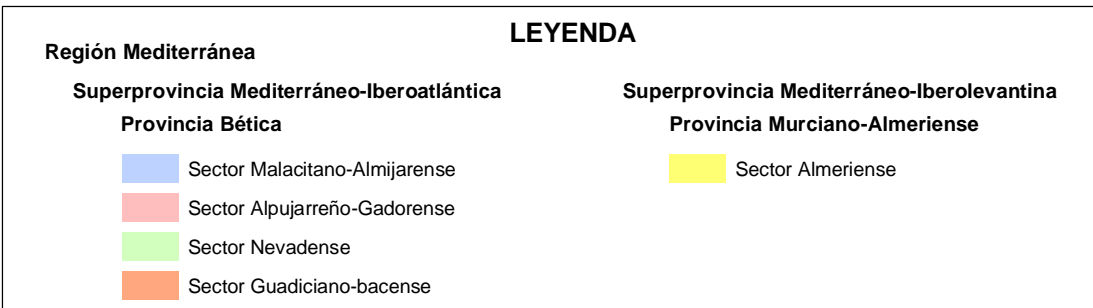 LEYENDA
Región Mediterránea
Superprovincia Mediterráneo-Iberoatlántica
Provincia Bética
Sector Malacitano-Almijarense
Sector Alpujarreño-Gadorense
Sector Nevadense
Sector Guadiciano-bacense
Superprovincia Mediterráneo-Iberolevantina
Provincia Murciano-Almeriense
Sector Almeriense